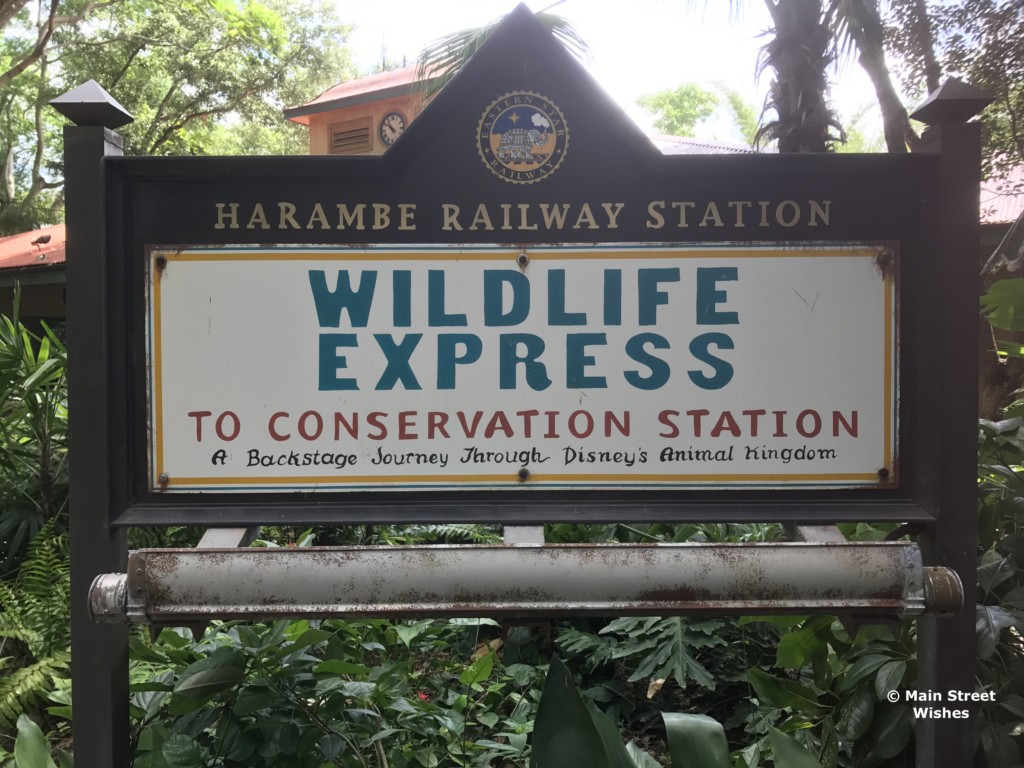 EASTERN STAR
RAILWAY
HARAMBE RAILWAY STATION
WILDLIFE
EXPRESS
TO CONSERVATION STATION
A Backstage Journey Through Disney's Animal Kingdom
© Main Street
Wishes